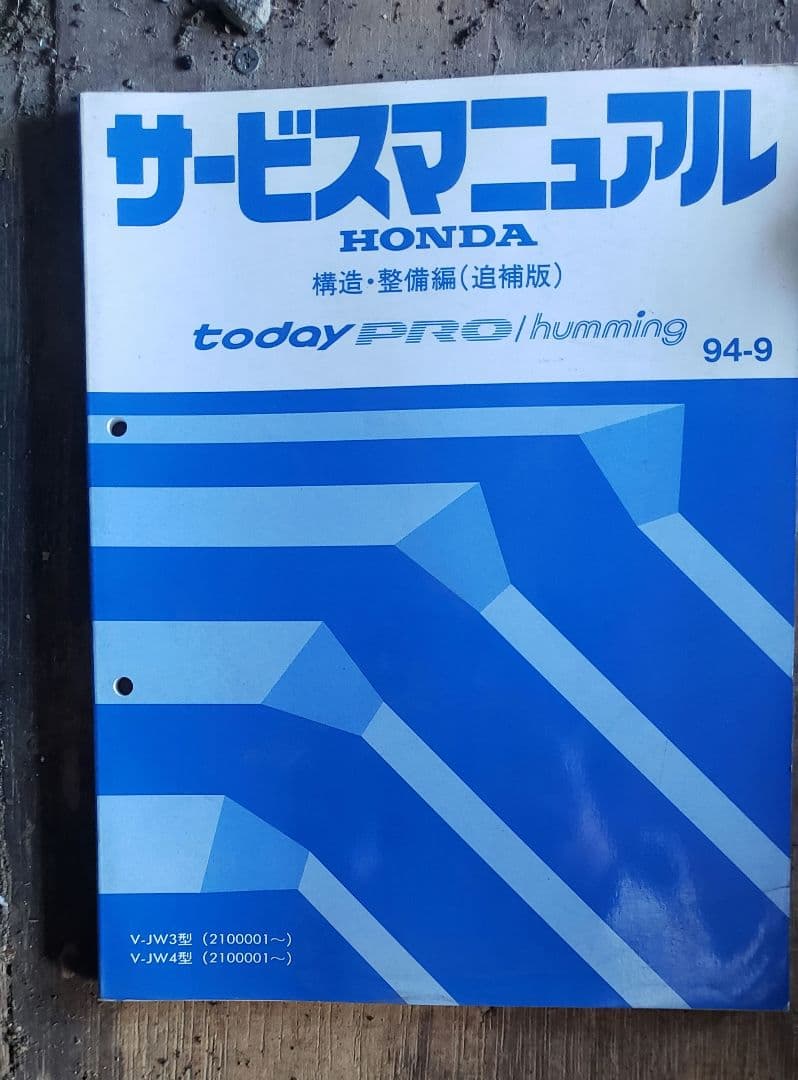 サービスマニュアル
HONDA
構造・整備編(追補版)
today PRO/humming
94-9
V-JW3型 (2100001~)
V-JW4型 (2100001~)